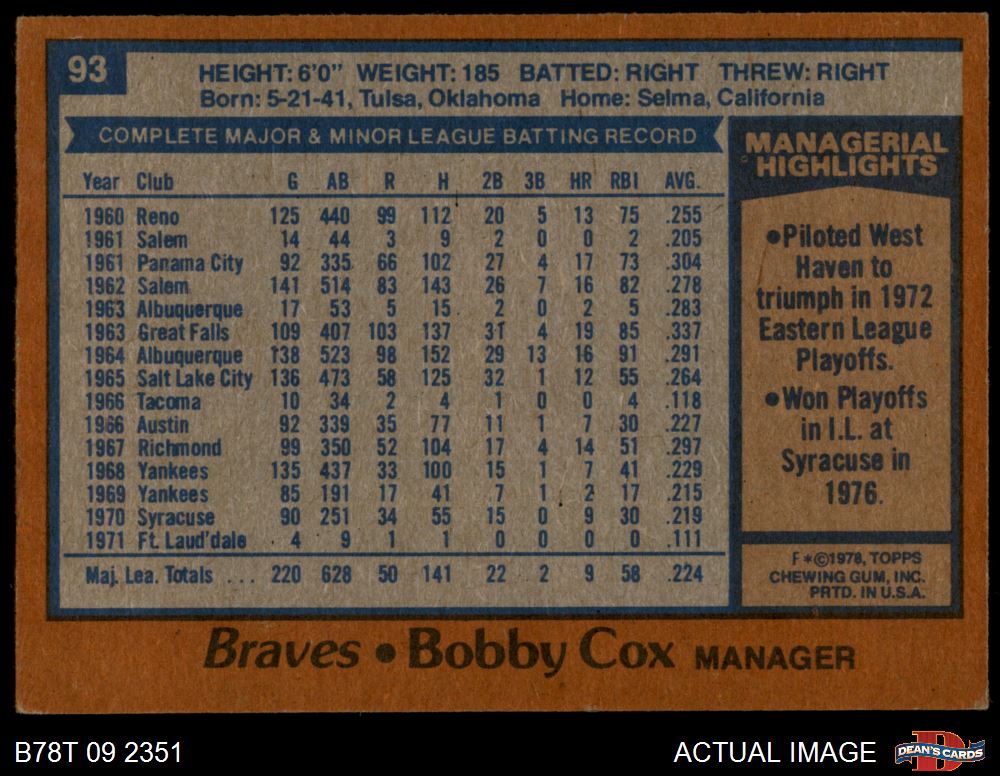 93
HEIGHT: 6'0" WEIGHT: 185 BATTED: RIGHT THREW: RIGHT
Born: 5-21-41, Tulsa, Oklahoma Home: Selma, California
COMPLETE MAJOR & MINOR LEAGUE BATTING RECORD
Year Club G AB R H 2B 3B HR RBI AVG.
1960 Reno 125 440 99 112 20 5 13 75 .255
1961 Salem 14 44 3 9 2 0 0 2 .205
1961 Panama City 92 335 66 102 27 4 17 73 .304
1962 Salem 141 514 83 143 26 7 16 82 .278
1963 Albuquerque 17 53 5 15 2 0 2 5 .283
1963 Great Falls 109 407 103 137 31 4 19 85 .337
1964 Albuquerque 138 523 98 152 29 13 16 91 .291
1965 Salt Lake City 136 473 58 125 32 1 12 55 .264
1966 Tacoma 10 34 2 4 1 0 0 4 .118
1966 Austin 92 339 35 77 11 1 7 30 .227
1967 Richmond 99 350 52 104 17 4 14 51 .297
1968 Yankees 135 437 33 100 15 1 7 41 .229
1969 Yankees 85 191 17 41 7 1 2 17 .215
1970 Syracuse 90 251 34 55 15 0 9 30 .219
1971 Ft. Laud'dale 4 9 1 1 0 0 0 0 .111
Maj. Lea. Totals ... 220 628 50 141 22 2 9 58 .224
MANAGERIAL
HIGHLIGHTS
●Piloted West
Haven to
triumph in 1972
Eastern League
Playoffs.
●Won Playoffs
in I.L. at
Syracuse in
1976.
F*©1978, TOPPS
CHEWING GUM, INC.
PRTD. IN U.S.A.
Braves ● Bobby Cox MANAGER
B78T 09 2351
ACTUAL IMAGE
D
DEAN'S CARDS